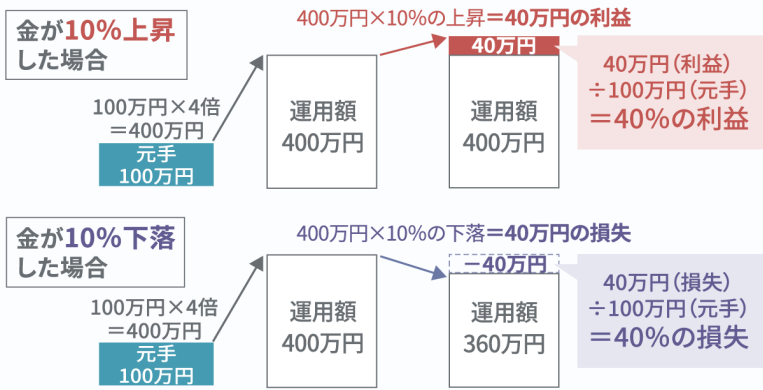 金が10%上昇
した場合
400万円×10%の上昇＝40万円の利益
100万円×4倍
＝400万円
元手
100万円
運用額
400万円
40万円
運用額
400万円
40万円（利益）
÷100万円（元手）
＝40%の利益
金が10%下落
した場合
400万円×10%の下落＝40万円の損失
100万円×4倍
＝400万円
元手
100万円
運用額
400万円
−40万円
運用額
360万円
40万円（損失）
÷100万円（元手）
＝40%の損失